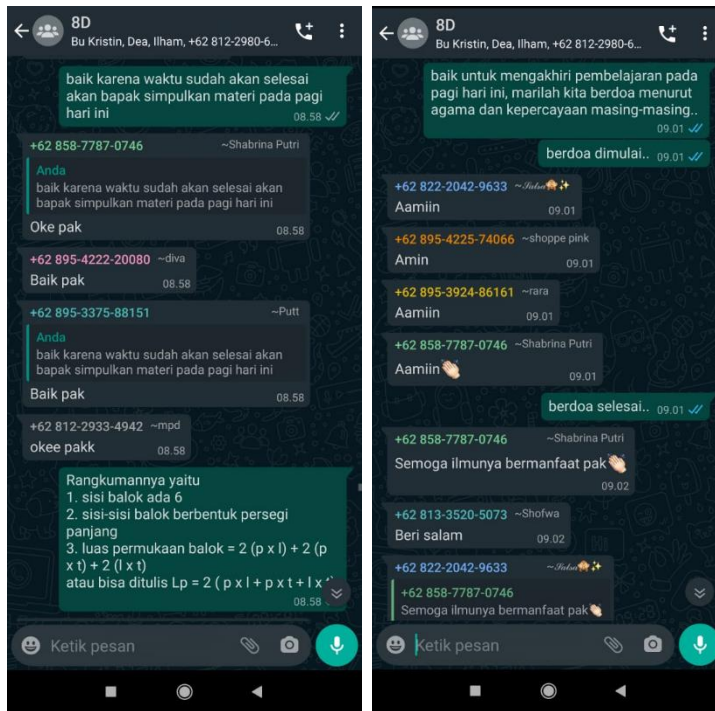 8D
Bu Kristin, Dea, Ilham, +62 812-2980-6...
baik karena waktu sudah akan selesai
akan bapak simpulkan materi pada pagi
hari ini
08.58
+62 858-7787-0746 ~Shabrina Putri
Anda
baik karena waktu sudah akan selesai akan
bapak simpulkan materi pada pagi hari ini
Oke pak
08.58
+62 895-4222-20080 ~diva
Baik pak
08.58
+62 895-3375-88151 ~Putt
Anda
baik karena waktu sudah akan selesai akan
bapak simpulkan materi pada pagi hari ini
Baik pak
08.58
+62 812-2933-4942 ~mpd
okee pakk
08.58
Rangkumannya yaitu
1. sisi balok ada 6
2. sisi-sisi balok berbentuk persegi
panjang
3. luas permukaan balok = 2 (p x l) + 2 (p
x t) + 2 (l x t)
atau bisa ditulis Lp = 2 ( p x l + p x t + l x
08.58
Ketik pesan
8D
Bu Kristin, Dea, Ilham, +62 812-2980-6...
baik untuk mengakhiri pembelajaran pada
pagi hari ini, marilah kita berdoa menurut
agama dan kepercayaan masing-masing..
09.01
berdoa dimulai.. 09.01
+62 822-2042-9633 ~Salsa
Aamiin
09.01
+62 895-4225-74066 ~shoppe pink
Amin
09.01
+62 895-3924-86161 ~rara
Aamiin
09.01
+62 858-7787-0746 ~Shabrina Putri
Aamiin👏🏻
09.01
berdoa selesai.. 09.01
+62 858-7787-0746 ~Shabrina Putri
Semoga ilmunya bermanfaat pak👏🏻
09.02
+62 813-3520-5073 ~Shofwa
Beri salam
09.02
+62 822-2042-9633 ~Salsa
+62 858-7787-0746
Semoga ilmunya bermanfaat pak👏🏻
Ketik pesan